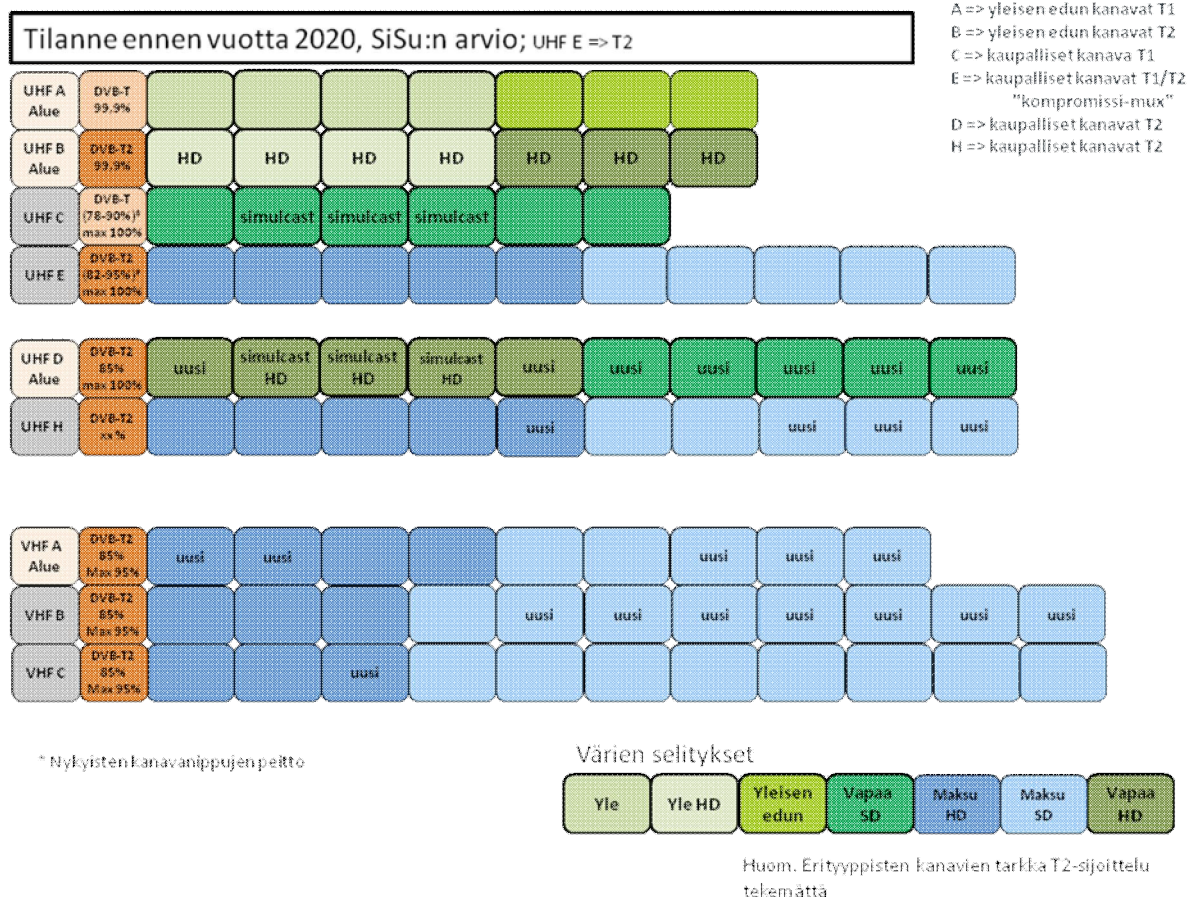 Tilanne ennen vuotta 2020, SiSu:n arvio; UHF E => T2
A => yleisen edun kanavat T1
B => yleisen edun kanavat T2
C => kaupalliset kanava T1
E => kaupalliset kanavat T1/T2
"kompromissi-mux"
D => kaupalliset kanavat T2
H => kaupalliset kanavat T2
UHF A
Alue
DVB-T
99.9%
UHF B
Alue
DVB-T2
99.9%
HD HD HD HD HD HD HD
UHF C
DVB-T
(78-90%)*
max 100%
simulcast simulcast simulcast
UHF E
DVB-T2
(82-95%)*
max 100%
UHF D
Alue
DVB-T2
85%
max 100%
uusi
simulcast
HD
simulcast
HD
simulcast
HD
uusi uusi uusi uusi uusi uusi
UHF H
DVB-T2
xx %
uusi uusi uusi uusi
VHF A
Alue
DVB-T2
85%
Max 95%
uusi uusi uusi uusi uusi
VHF B
DVB-T2
85%
Max 95%
uusi uusi uusi uusi uusi uusi uusi
VHF C
DVB-T2
85%
Max 95%
uusi
* Nykyisten kanavanippujen peitto
Värien selitykset
Yle
Yle HD
Yleisen
edun
Vapaa
SD
Maksu
HD
Maksu
SD
Vapaa
HD
Huom. Erityyppisten kanavien tarkka T2-sijoittelu
tekemättä